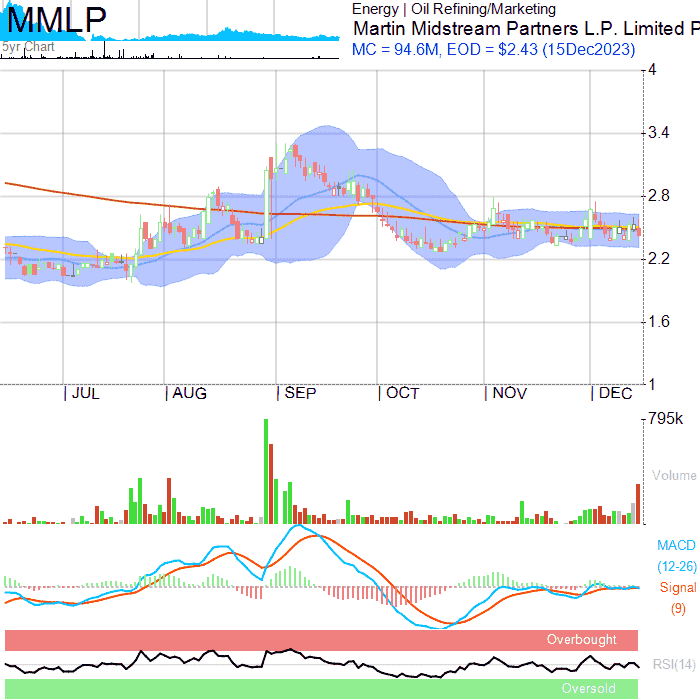 MMLP
5yr Chart
Energy | Oil Refining/Marketing
Martin Midstream Partners L.P. Limited P
MC = 94.6M, EOD = $2.43 (15Dec2023)
4
3.4
2.8
2.2
1.6
1
JUL AUG SEP OCT NOV DEC
795k
Volume
MACD
(12-26)
Signal
(9)
Overbought
RSI(14)
Oversold